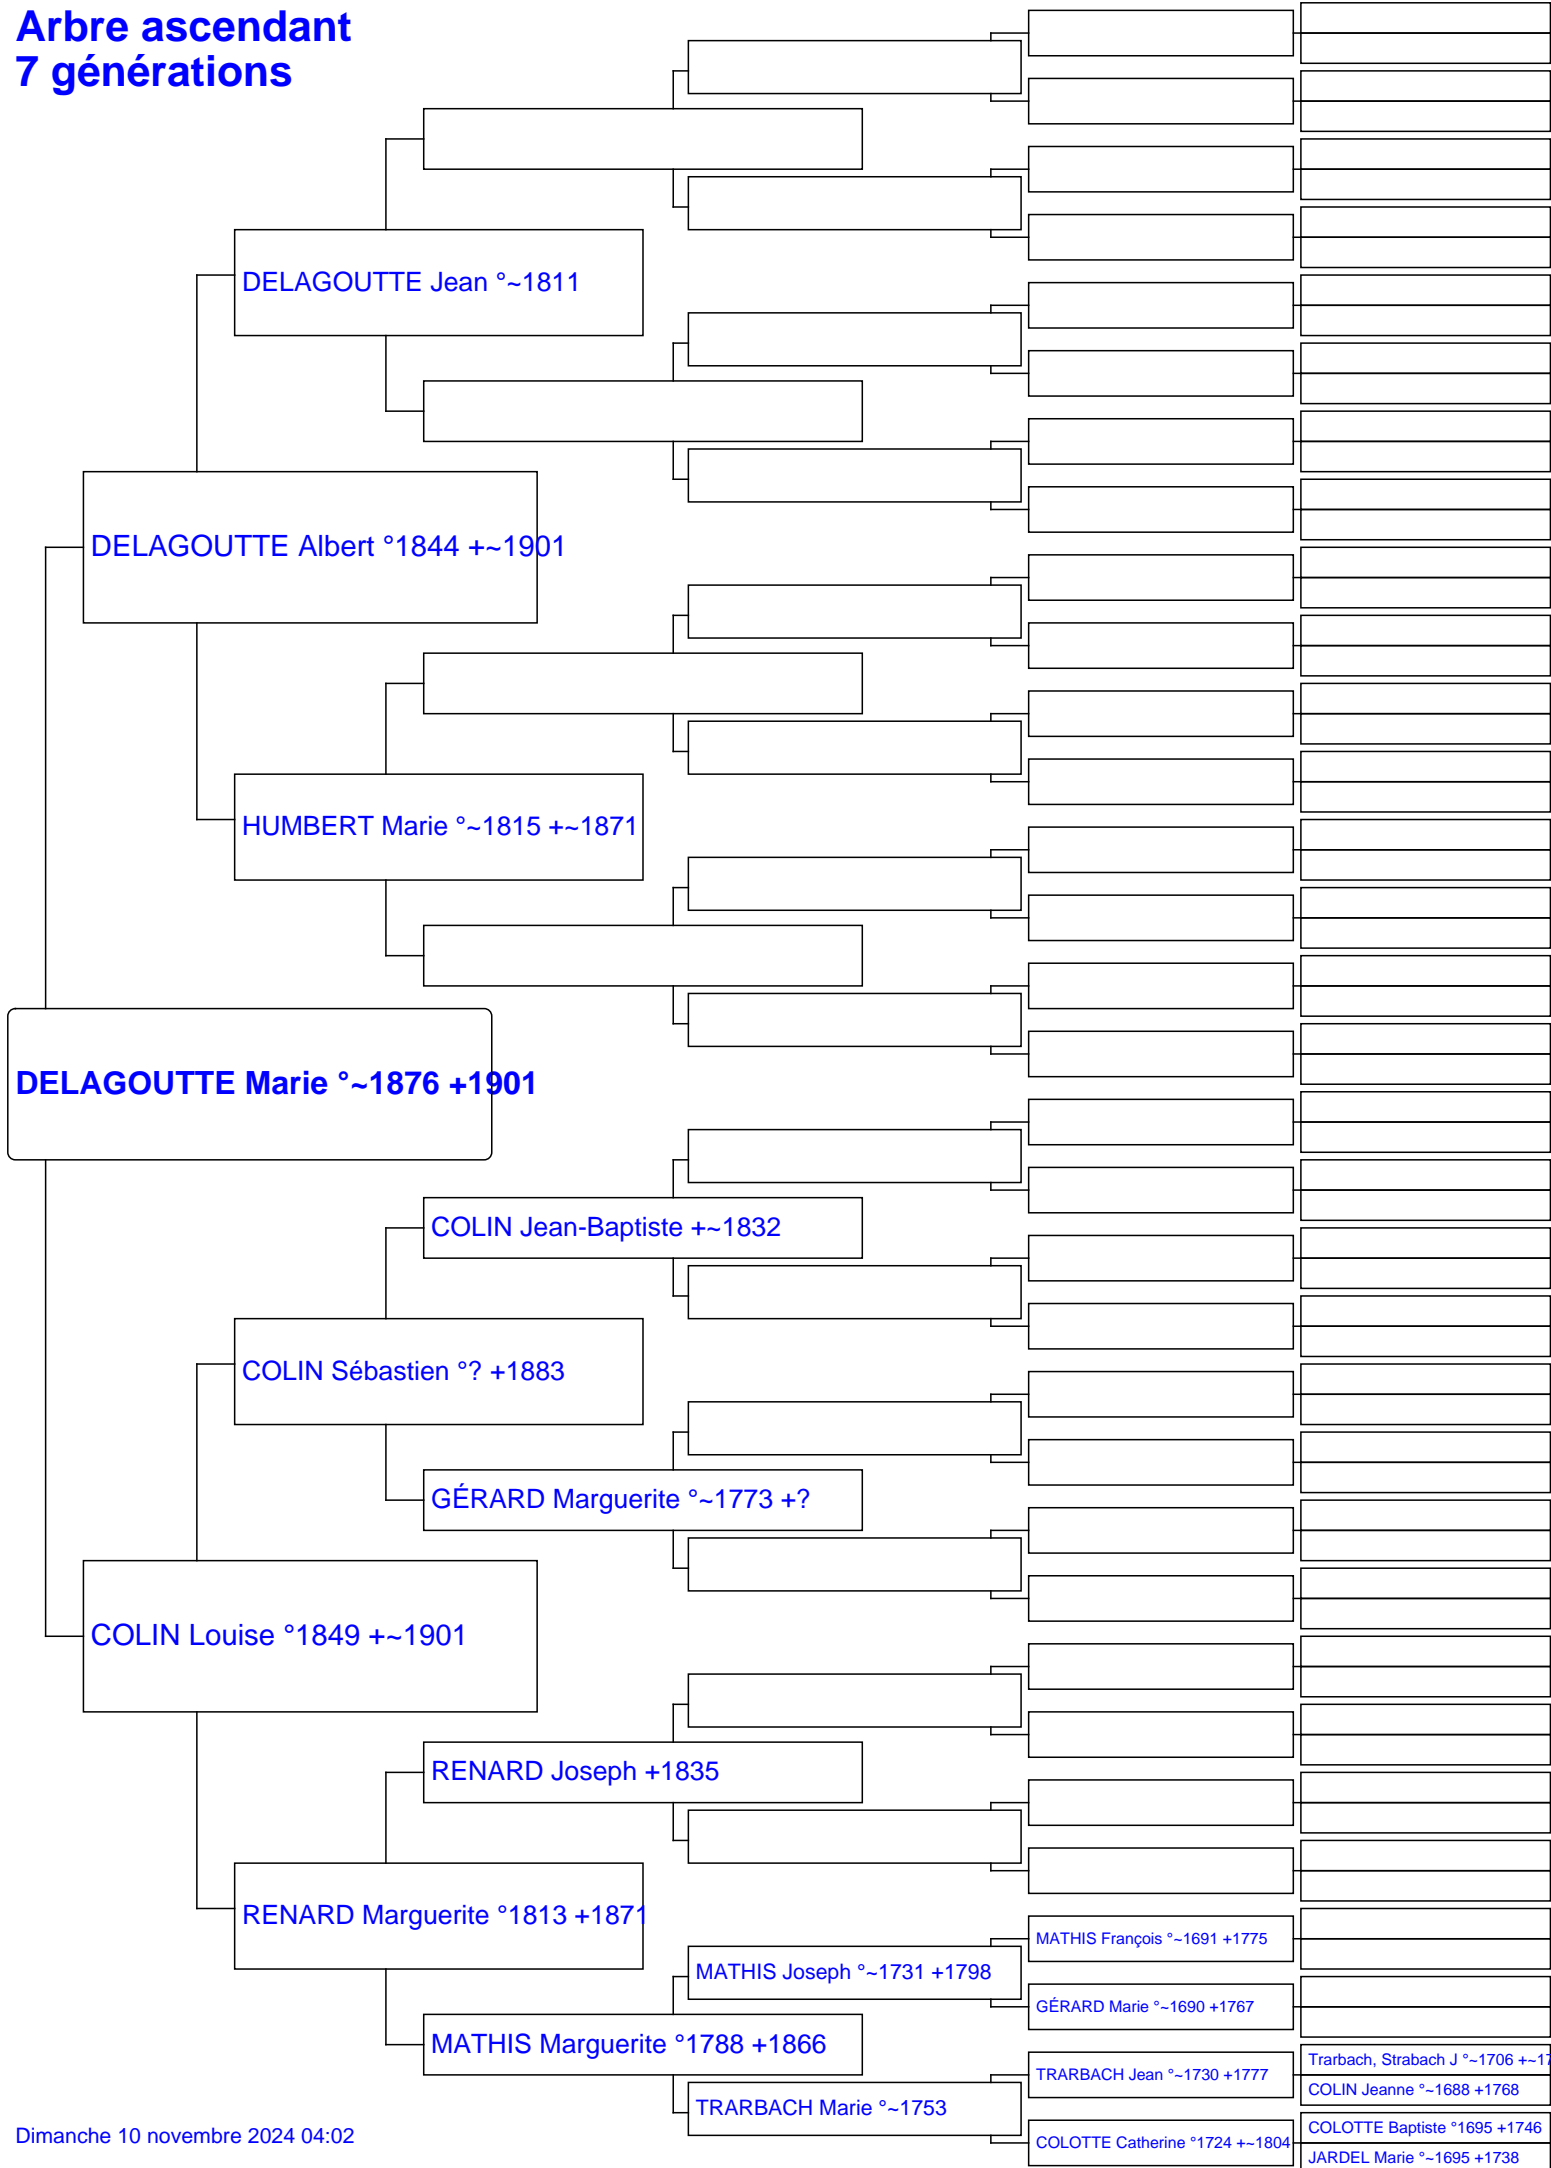 Arbre ascendant
7 générations
DELAGOUTTE Jean °~1811
DELAGOUTTE Albert °1844 +~1901
HUMBERT Marie °~1815 +~1871
DELAGOUTTE Marie °~1876 +1901
COLIN Jean-Baptiste +~1832
COLIN Sébastien °? +1883
GÉRARD Marguerite °~1773 +?
COLIN Louise °1849 +~1901
RENARD Joseph +1835
RENARD Marguerite °1813 +1871
MATHIS François °~1691 +1775
MATHIS Joseph °~1731 +1798
GÉRARD Marie °~1690 +1767
MATHIS Marguerite °1788 +1866
Trarbach, Strabach J °~1706 +~17
TRARBACH Jean °~1730 +1777
COLIN Jeanne °~1688 +1768
TRARBACH Marie °~1753
COLOTTE Baptiste °1695 +1746
COLOTTE Catherine °1724 +~1804
JARDEL Marie °~1695 +1738
Dimanche 10 novembre 2024 04:02